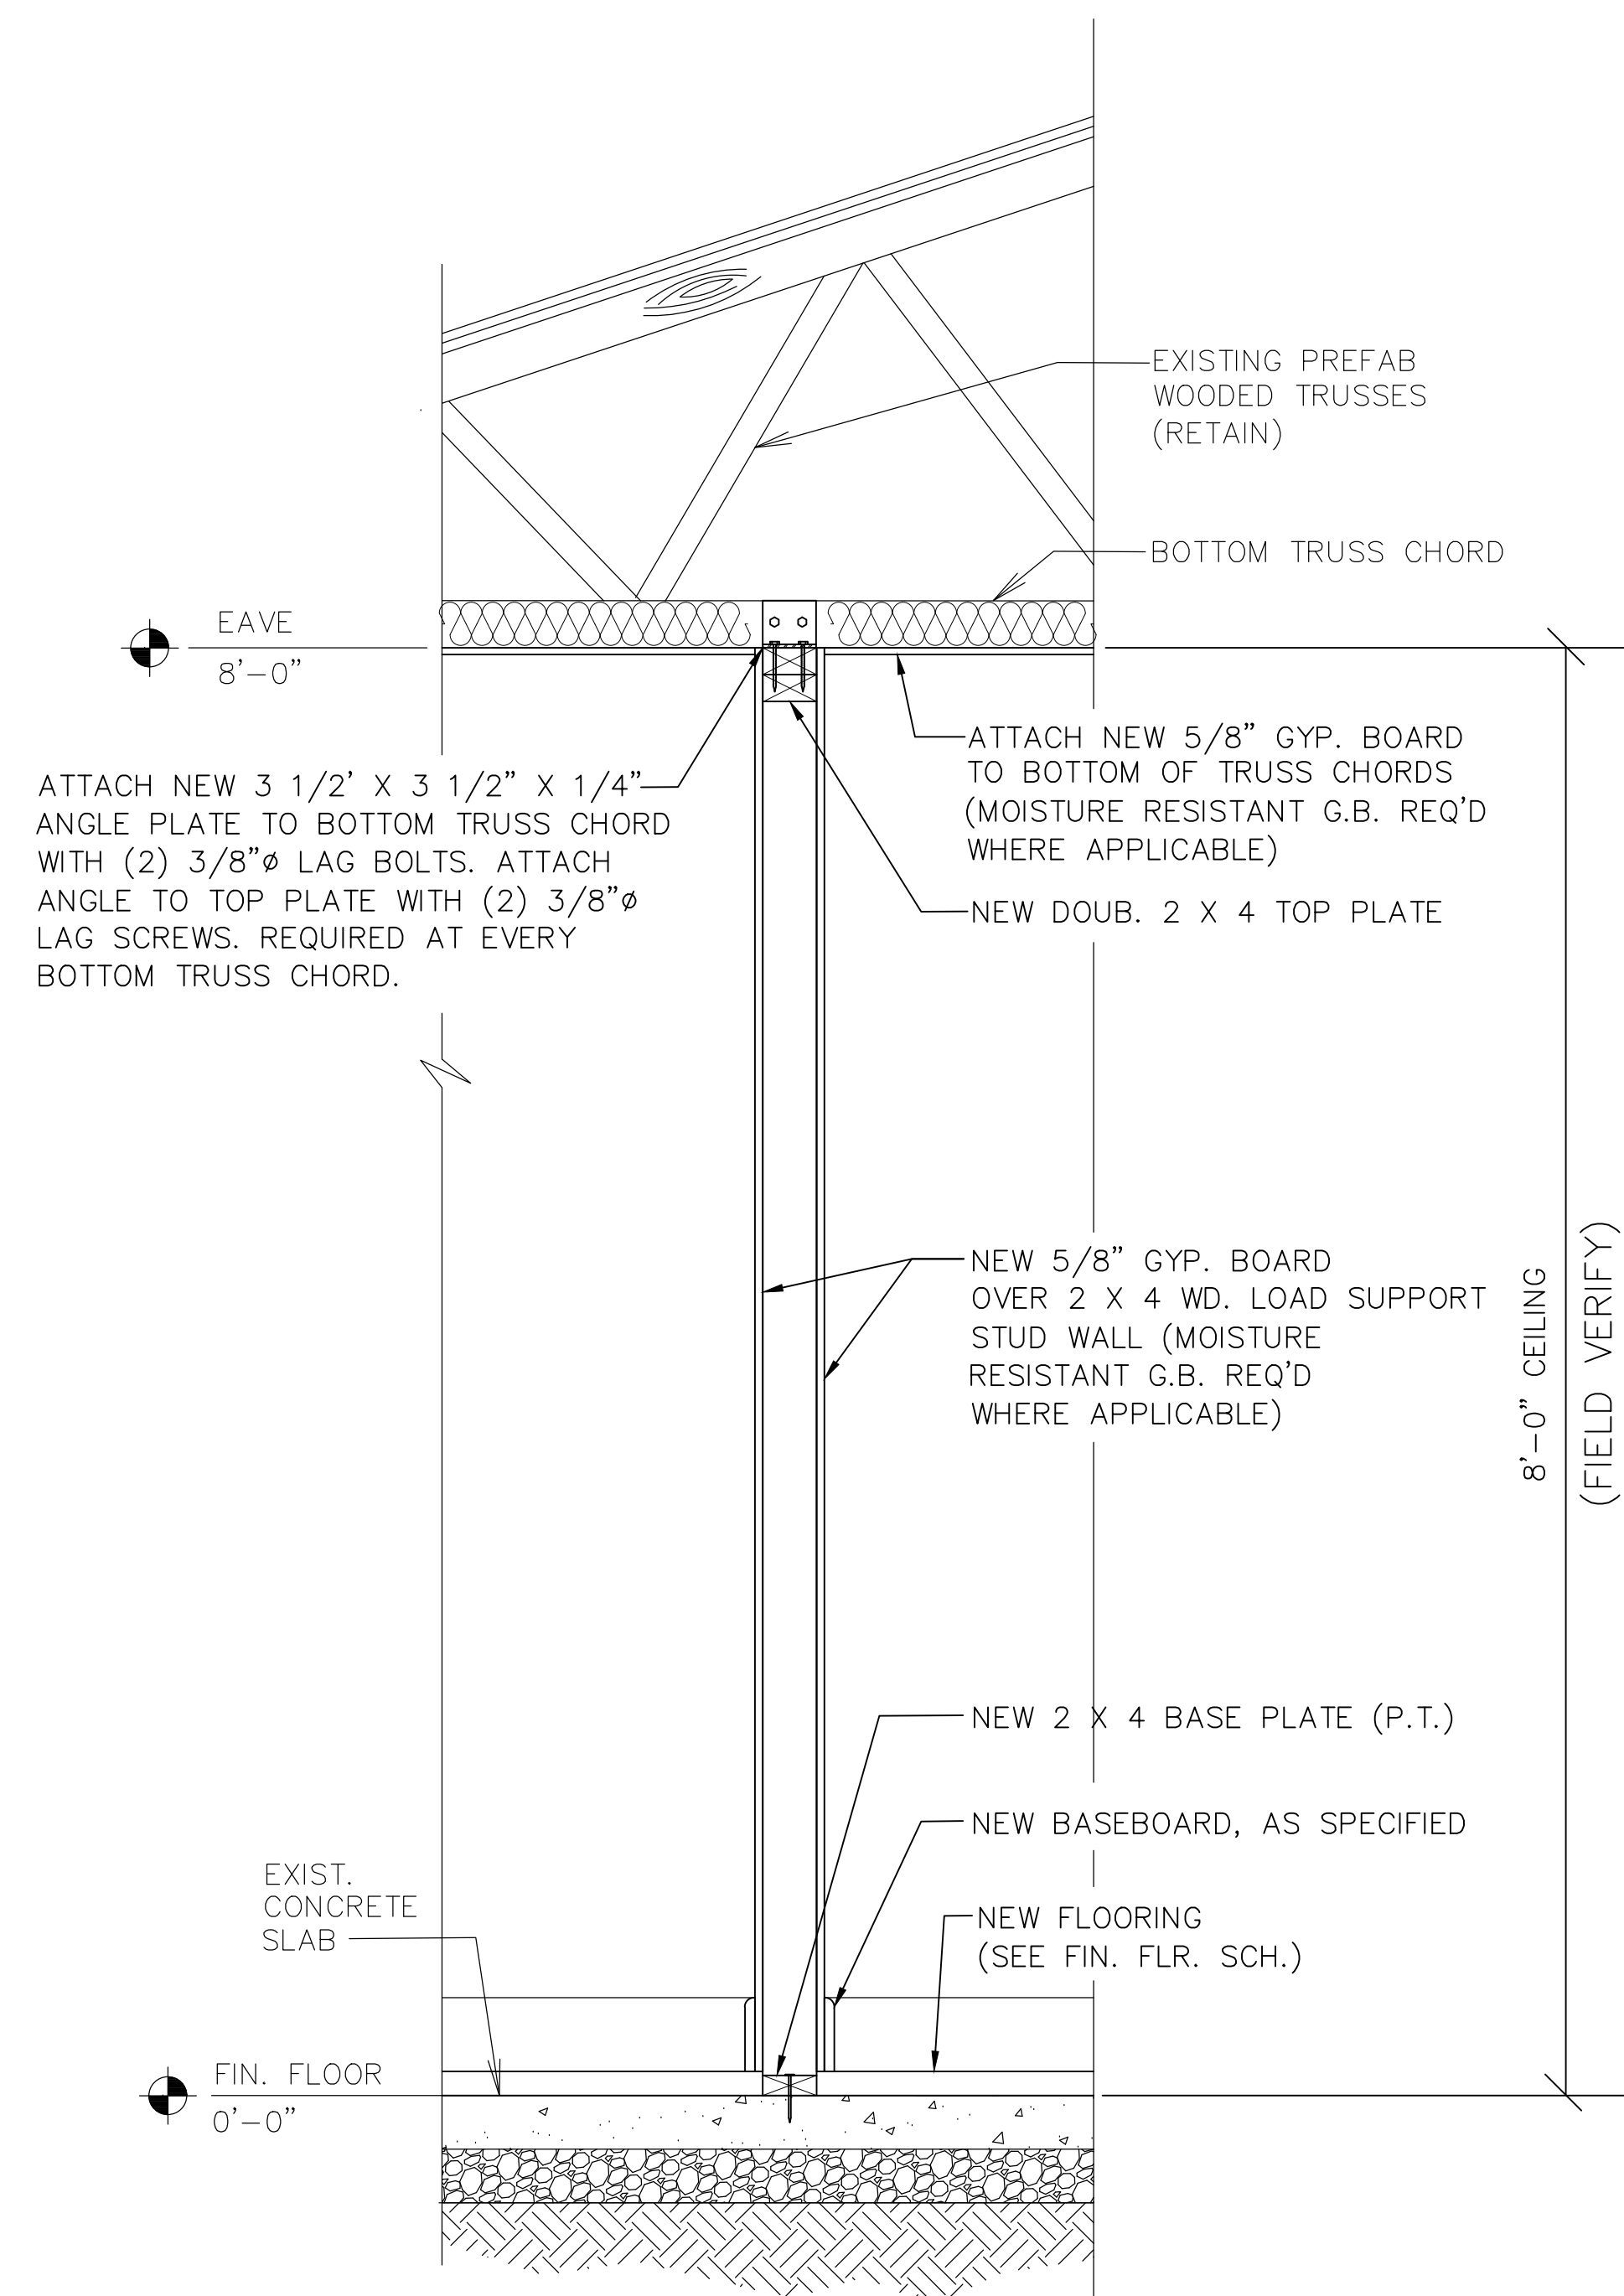 EXISTING PREFAB
WOODED TRUSSES
(RETAIN)
BOTTOM TRUSS CHORD
EAVE
8'-0"
ATTACH NEW 3 1/2' X 3 1/2" X 1/4"
ANGLE PLATE TO BOTTOM TRUSS CHORD
WITH (2) 3/8"ø LAG BOLTS. ATTACH
ANGLE TO TOP PLATE WITH (2) 3/8"ø
LAG SCREWS. REQUIRED AT EVERY
BOTTOM TRUSS CHORD.
ATTACH NEW 5/8" GYP. BOARD
TO BOTTOM OF TRUSS CHORDS
(MOISTURE RESISTANT G.B. REQ'D
WHERE APPLICABLE)
NEW DOUB. 2 X 4 TOP PLATE
NEW 5/8" GYP. BOARD
OVER 2 X 4 WD. LOAD SUPPORT
STUD WALL (MOISTURE
RESISTANT G.B. REQ'D
WHERE APPLICABLE)
8'-0" CEILING
(FIELD VERIFY)
NEW 2 X 4 BASE PLATE (P.T.)
NEW BASEBOARD, AS SPECIFIED
EXIST.
CONCRETE
SLAB
NEW FLOORING
(SEE FIN. FLR. SCH.)
FIN. FLOOR
0'-0"